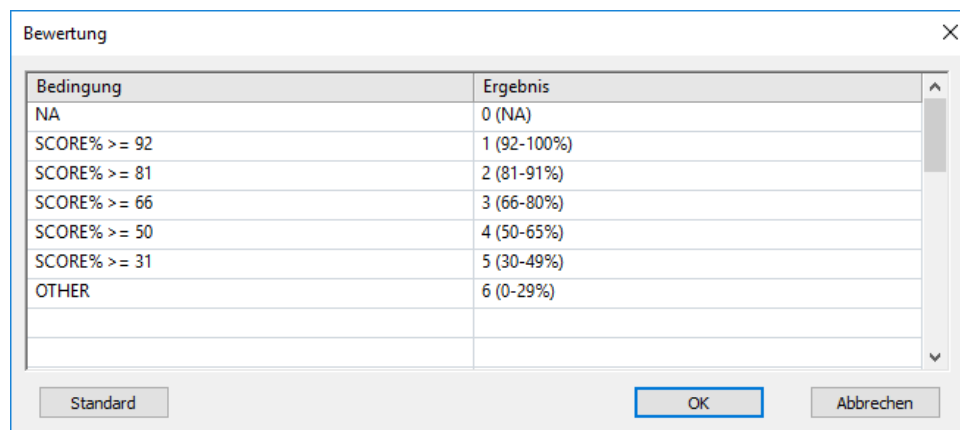 Bewertung
Bedingung Ergebnis
NA 0 (NA)
SCORE% >= 92 1 (92-100%)
SCORE% >= 81 2 (81-91%)
SCORE% >= 66 3 (66-80%)
SCORE% >= 50 4 (50-65%)
SCORE% >= 31 5 (30-49%)
OTHER 6 (0-29%)
Standard OK Abbrechen